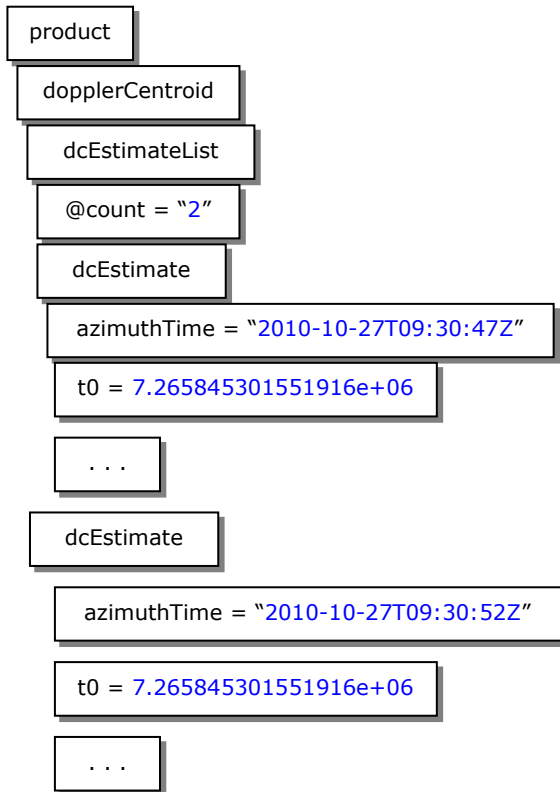 product
dopplerCentroid
dcEstimateList
@count = “2”
dcEstimate
azimuthTime = “2010-10-27T09:30:47Z”
t0 = 7.265845301551916e+06
. . .
dcEstimate
azimuthTime = “2010-10-27T09:30:52Z”
t0 = 7.265845301551916e+06
. . .